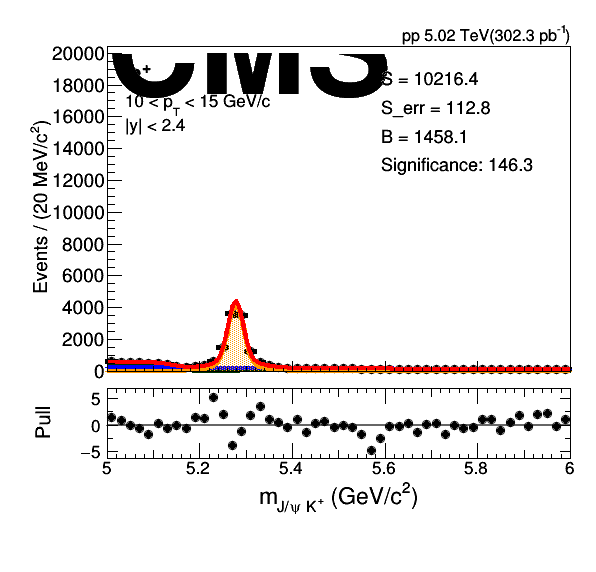 pp 5.02 TeV(302.3 pb⁻¹)
CMS
10 < p_T < 15 GeV/c
|y| < 2.4
S = 10216.4
S_err = 112.8
B = 1458.1
Significance: 146.3
Events / (20 MeV/c²)
20000
18000
16000
14000
12000
10000
8000
6000
4000
2000
0
Pull
5
0
−5
5
5.2
5.4
5.6
5.8
6
m_{J/ψ K⁺} (GeV/c²)